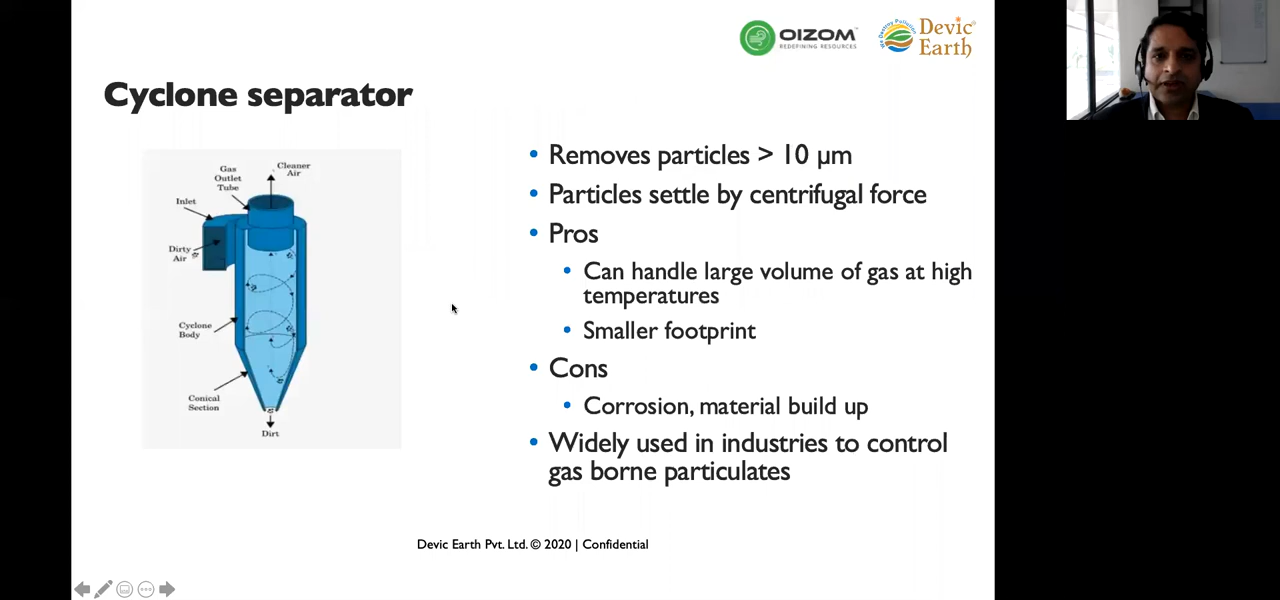 OIZOM
REDEFINING RESOURCES
We Destroy Pollution
Devic
Earth
Cyclone separator
Cleaner
Air
Gas
Outlet
Tube
Inlet
Dirty
Air
Cyclone
Body
Conical
Section
Dirt
• Removes particles > 10 µm
• Particles settle by centrifugal force
• Pros
• Can handle large volume of gas at high
temperatures
• Smaller footprint
• Cons
• Corrosion, material build up
• Widely used in industries to control
gas borne particulates
Devic Earth Pvt. Ltd. © 2020 | Confidential